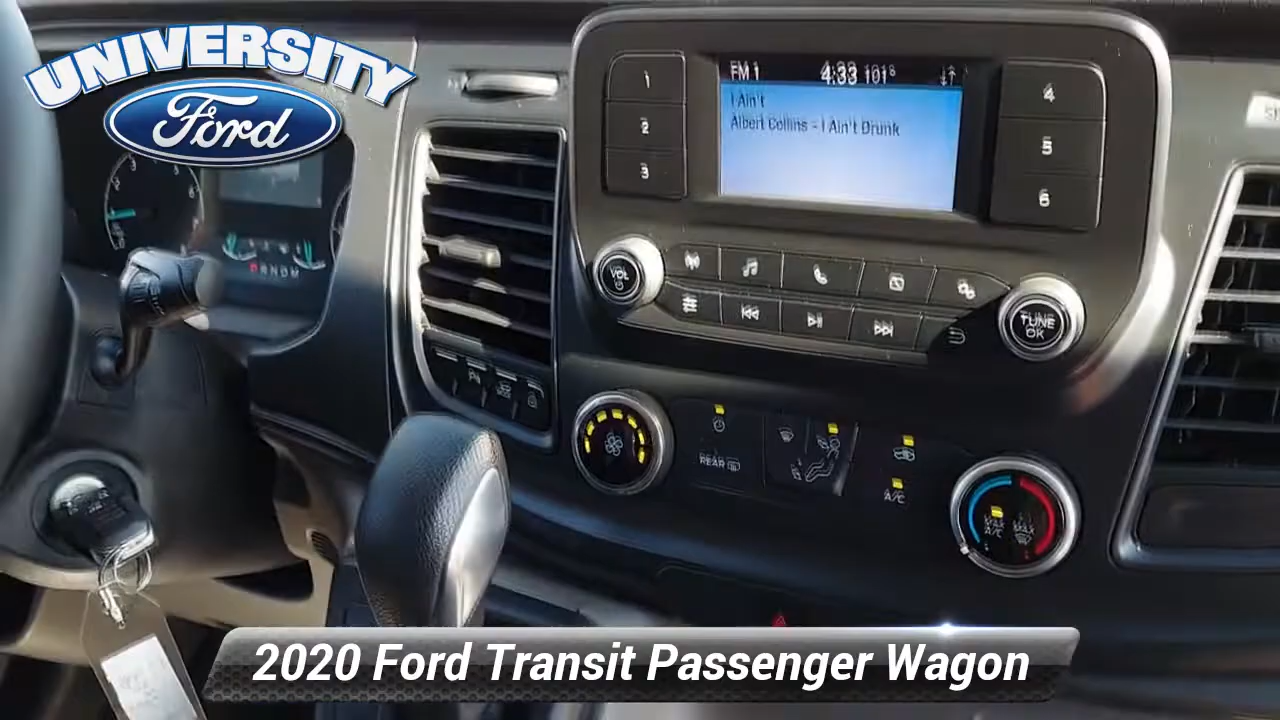 UNIVERSITY
Ford
FM 1 4:33 101⁸
I Ain't
Albert Collins - I Ain't Drunk
1
2
3
4
5
6
VOL
TUNE
OK
REAR
A/C
MAX
A/C
MAX
2020 Ford Transit Passenger Wagon